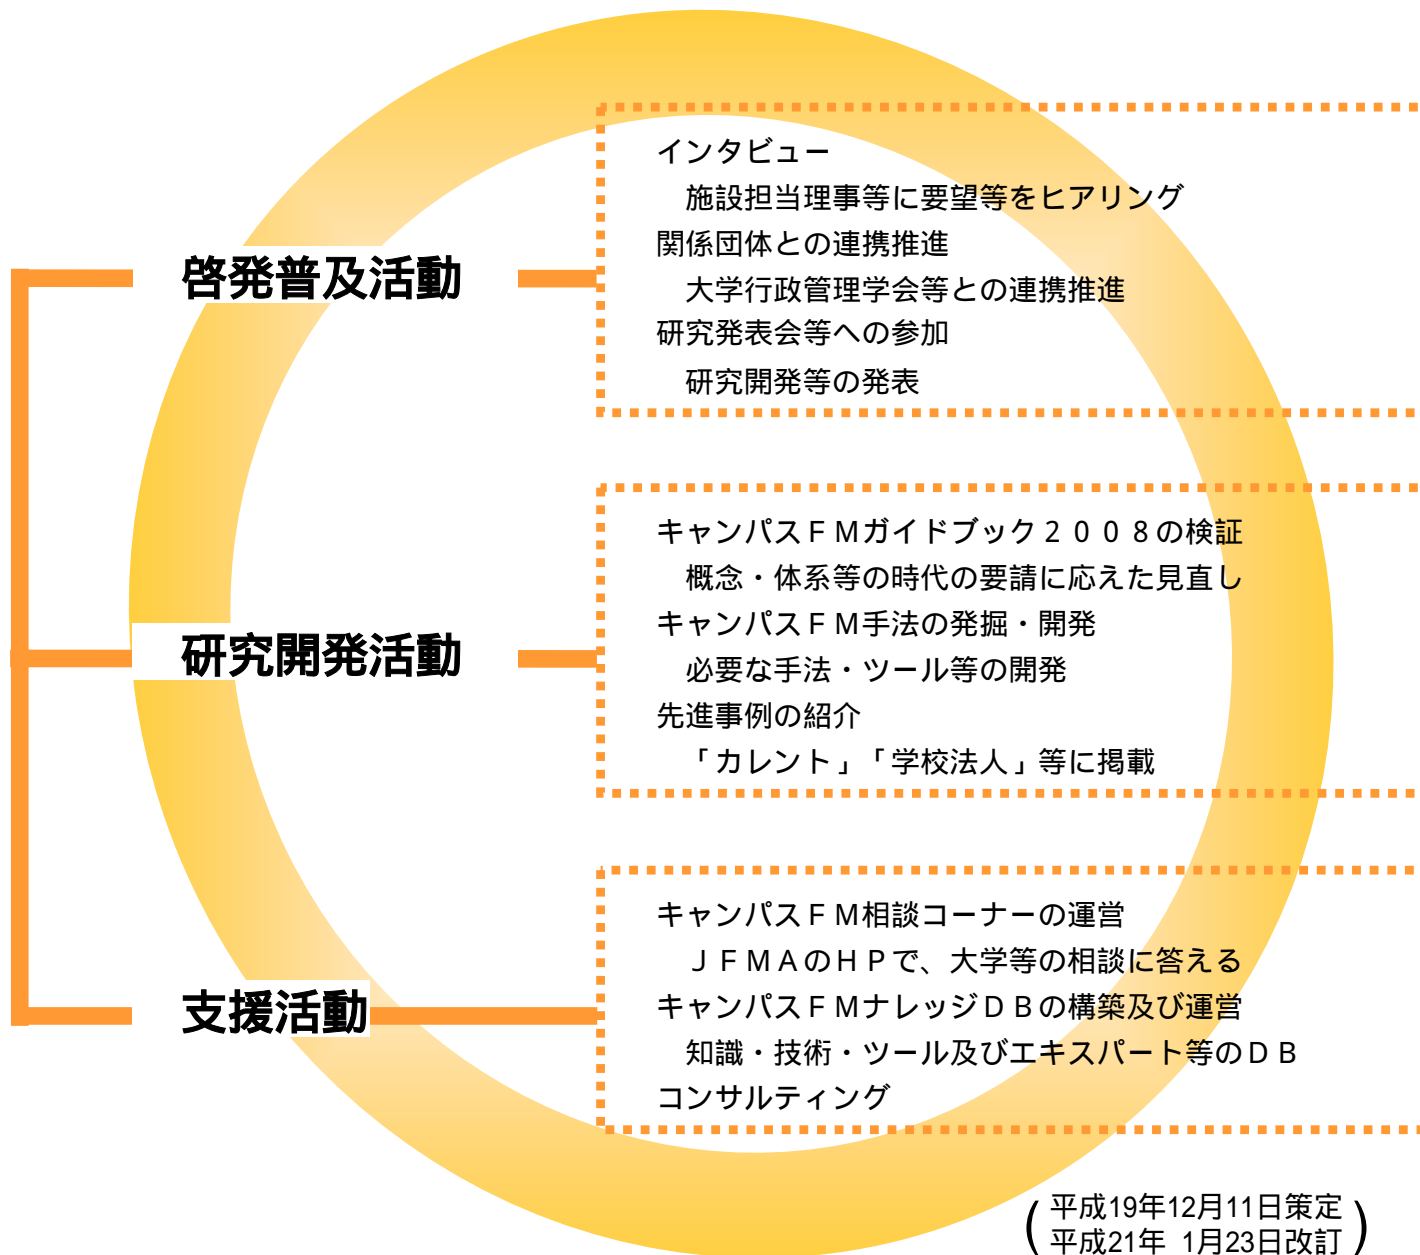 啓発普及活動
インタビュー
施設担当理事等に要望等をヒアリング
関係団体との連携推進
大学行政管理学会等との連携推進
研究発表会等への参加
研究開発等の発表
研究開発活動
キャンパスＦＭガイドブック２００８の検証
概念・体系等の時代の要請に応えた見直し
キャンパスＦＭ手法の発掘・開発
必要な手法・ツール等の開発
先進事例の紹介
「カレント」「学校法人」等に掲載
支援活動
キャンパスＦＭ相談コーナーの運営
ＪＦＭＡのＨＰで、大学等の相談に答える
キャンパスＦＭナレッジＤＢの構築及び運営
知識・技術・ツール及びエキスパート等のＤＢ
コンサルティング
(平成19年12月11日策定
平成21年 1月23日改訂)